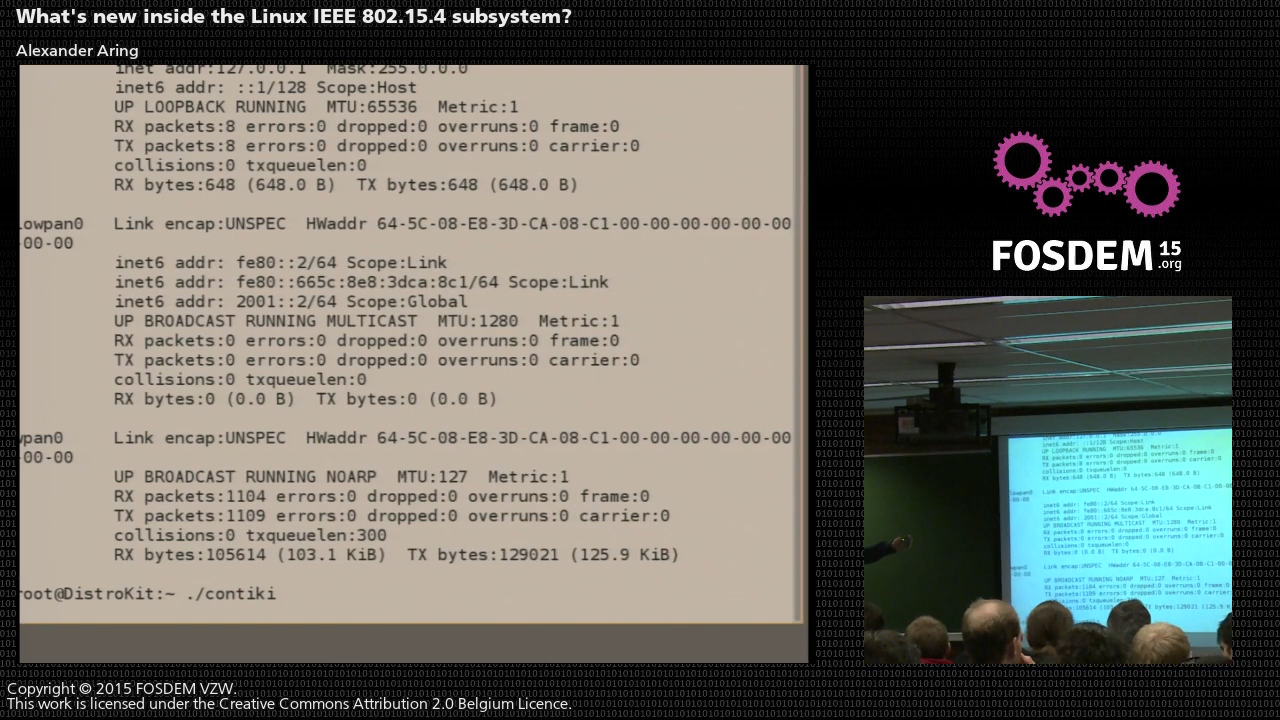 What's new inside the Linux IEEE 802.15.4 subsystem?
Alexander Aring
inet addr:127.0.0.1 Mask:255.0.0.0
inet6 addr: ::1/128 Scope:Host
UP LOOPBACK RUNNING MTU:65536 Metric:1
RX packets:8 errors:0 dropped:0 overruns:0 frame:0
TX packets:8 errors:0 dropped:0 overruns:0 carrier:0
collisions:0 txqueuelen:0
RX bytes:648 (648.0 B) TX bytes:648 (648.0 B)
lowpan0 Link encap:UNSPEC HWaddr 64-5C-08-E8-3D-CA-08-C1-00-00-00-00-00
-00-00
inet6 addr: fe80::2/64 Scope:Link
inet6 addr: fe80::665c:8e8:3dca:8c1/64 Scope:Link
inet6 addr: 2001::2/64 Scope:Global
UP BROADCAST RUNNING MULTICAST MTU:1280 Metric:1
RX packets:0 errors:0 dropped:0 overruns:0 frame:0
TX packets:0 errors:0 dropped:0 overruns:0 carrier:0
collisions:0 txqueuelen:0
RX bytes:0 (0.0 B) TX bytes:0 (0.0 B)
wpan0 Link encap:UNSPEC HWaddr 64-5C-08-E8-3D-CA-08-C1-00-00-00-00-00
-00-00
UP BROADCAST RUNNING NOARP MTU:127 Metric:1
RX packets:1104 errors:0 dropped:0 overruns:0 frame:0
TX packets:1109 errors:0 dropped:0 overruns:0 carrier:0
collisions:0 txqueuelen:300
RX bytes:105614 (103.1 KiB) TX bytes:129021 (125.9 KiB)
root@DistroKit:~ ./contiki
FOSDEM 15
.org
Copyright © 2015 FOSDEM VZW.
This work is licensed under the Creative Commons Attribution 2.0 Belgium Licence.